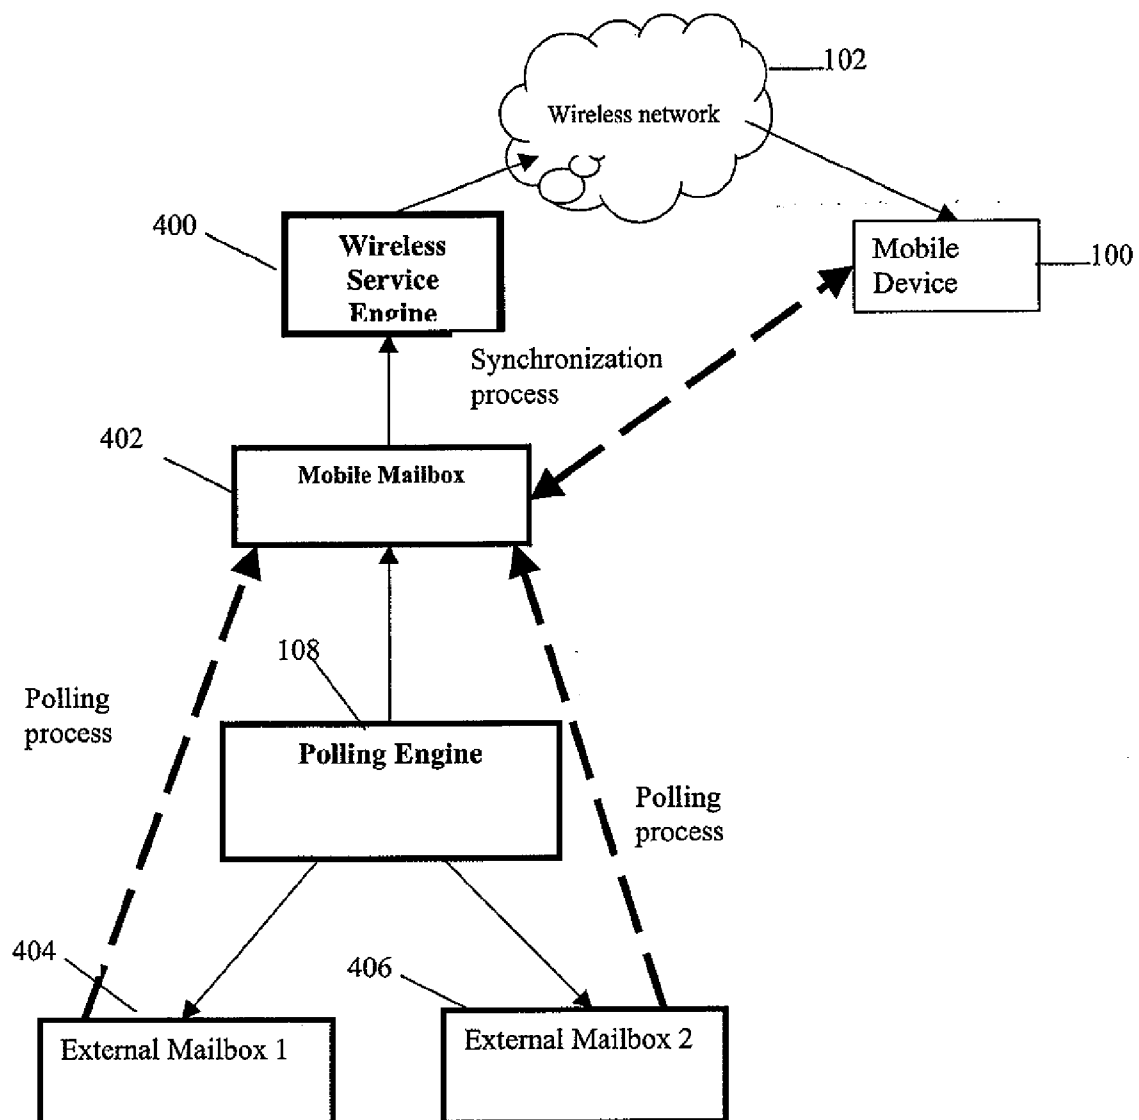 102
Wireless network
400
Wireless
Service
Engine
Mobile
Device
100
Synchronization
process
402
Mobile Mailbox
108
Polling
process
Polling Engine
Polling
process
404
406
External Mailbox 1
External Mailbox 2